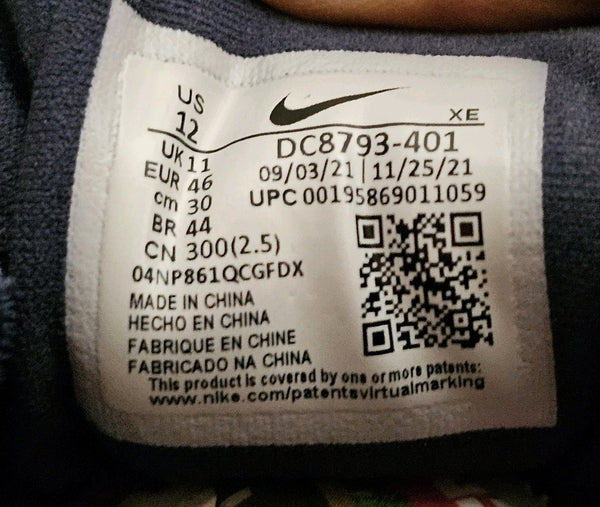 US
12
XE
UK 11
EUR 46
cm 30
BR 44
CN 300(2.5)
DC8793-401
09/03/21 | 11/25/21
UPC 00195869011059
04NP861QCGFDX
MADE IN CHINA
HECHO EN CHINA
FABRIQUE EN CHINE
FABRICADO NA CHINA
This product is covered by one or more patents:
www.nike.com/patentsvirtualmarking